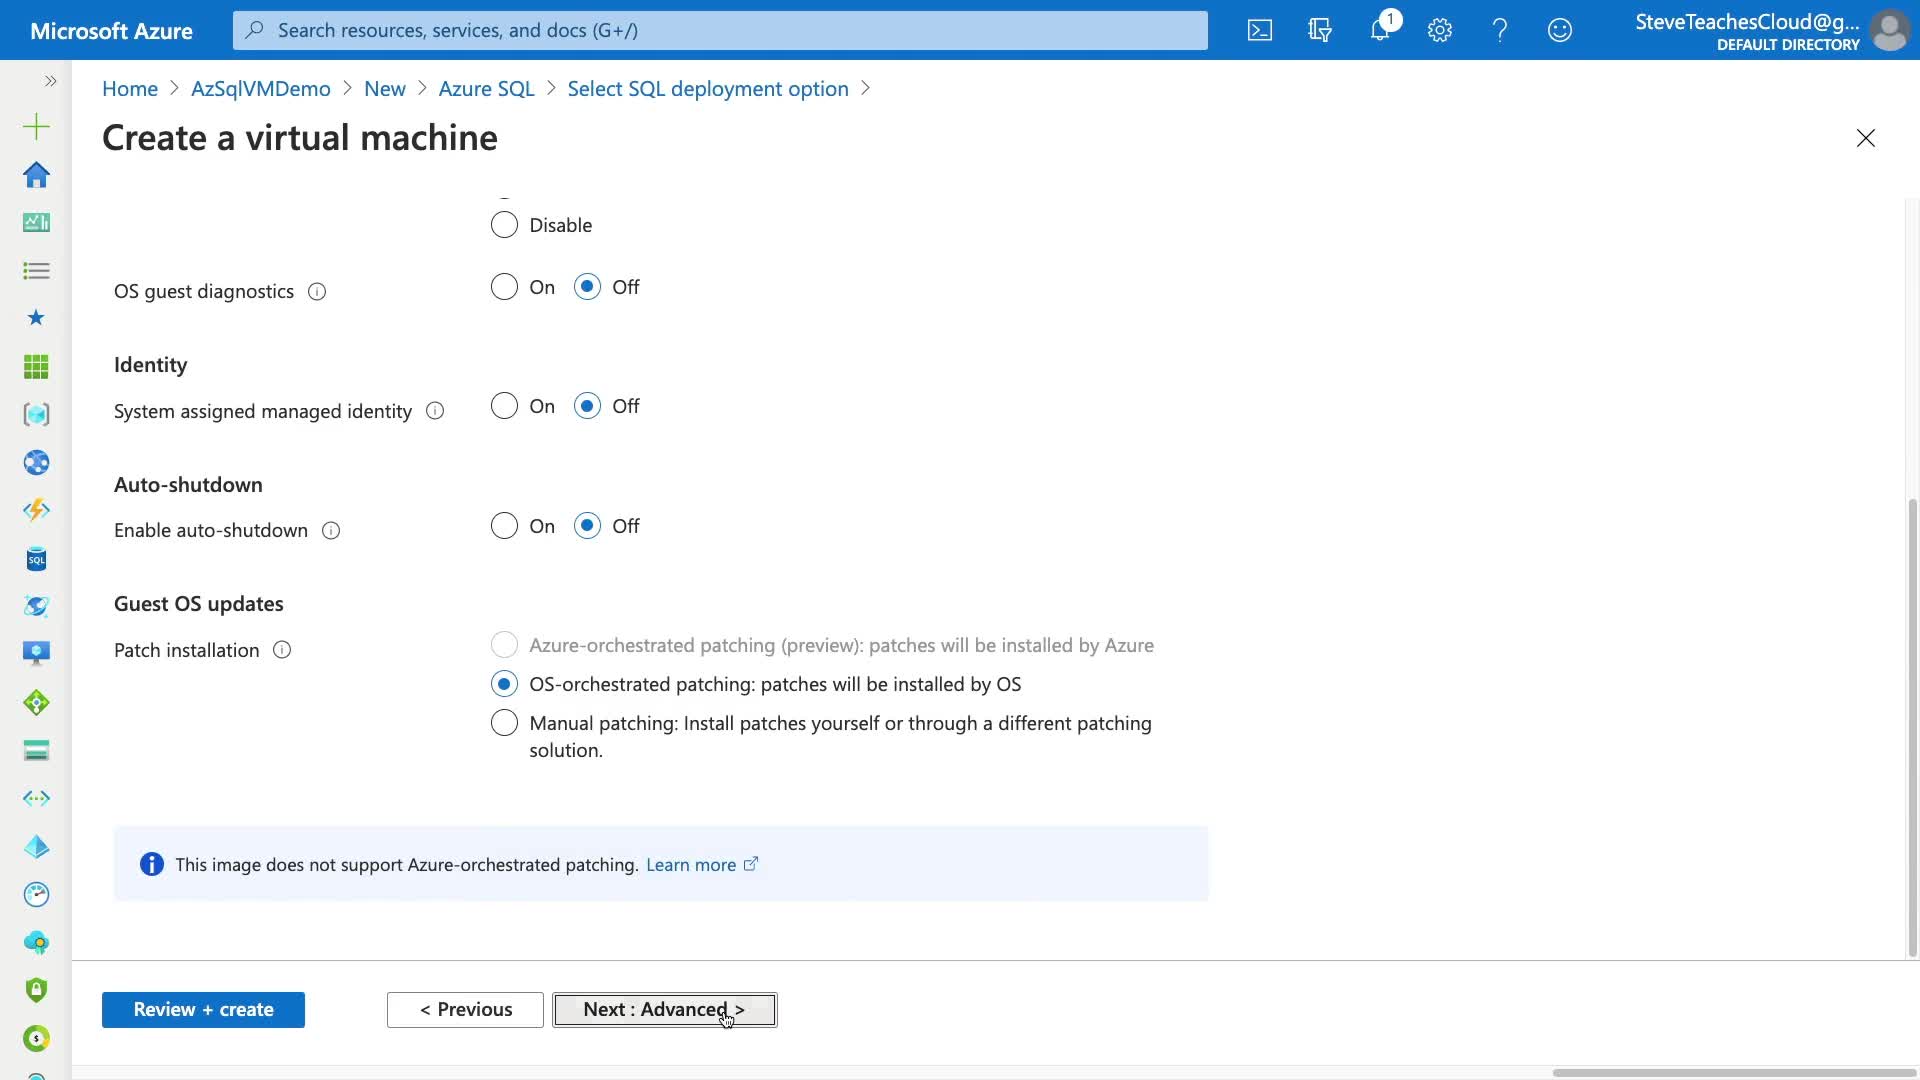 Microsoft Azure
Search resources, services, and docs (G+/)
1
SteveTeachesCloud@g...
DEFAULT DIRECTORY
Home > AzSqlVMDemo > New > Azure SQL > Select SQL deployment option >
Create a virtual machine
Disable
OS guest diagnostics
On Off
Identity
System assigned managed identity
On Off
Auto-shutdown
Enable auto-shutdown
On Off
Guest OS updates
Patch installation
Azure-orchestrated patching (preview): patches will be installed by Azure
OS-orchestrated patching: patches will be installed by OS
Manual patching: Install patches yourself or through a different patching
solution.
This image does not support Azure-orchestrated patching. Learn more
Review + create
< Previous
Next : Advanced >
SQL